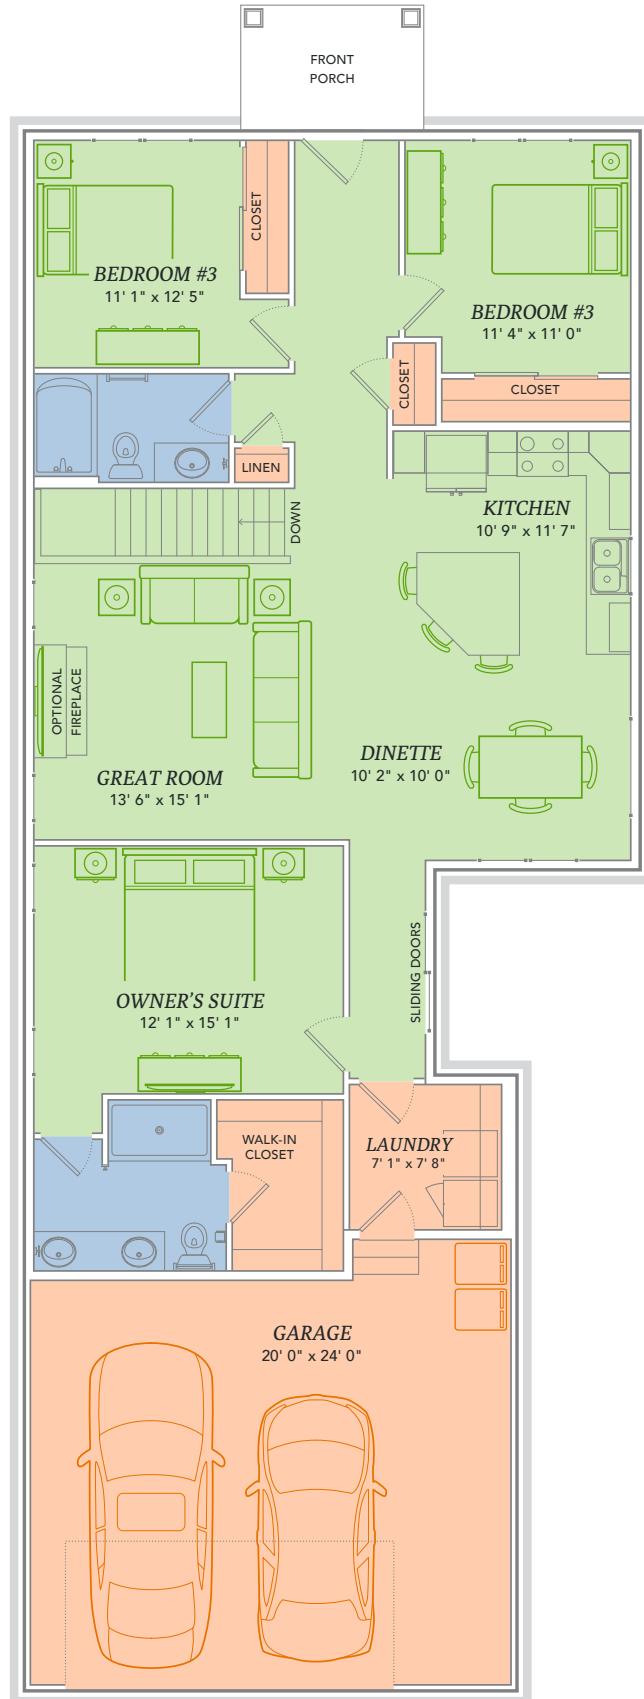 FRONT
PORCH
CLOSET
BEDROOM #3
11' 1" x 12' 5"
BEDROOM #3
11' 4" x 11' 0"
CLOSET
CLOSET
LINEN
DOWN
KITCHEN
10' 9" x 11' 7"
OPTIONAL
FIREPLACE
DINETTE
10' 2" x 10' 0"
GREAT ROOM
13' 6" x 15' 1"
SLIDING DOORS
OWNER'S SUITE
12' 1" x 15' 1"
WALK-IN
CLOSET
LAUNDRY
7' 1" x 7' 8"
GARAGE
20' 0" x 24' 0"